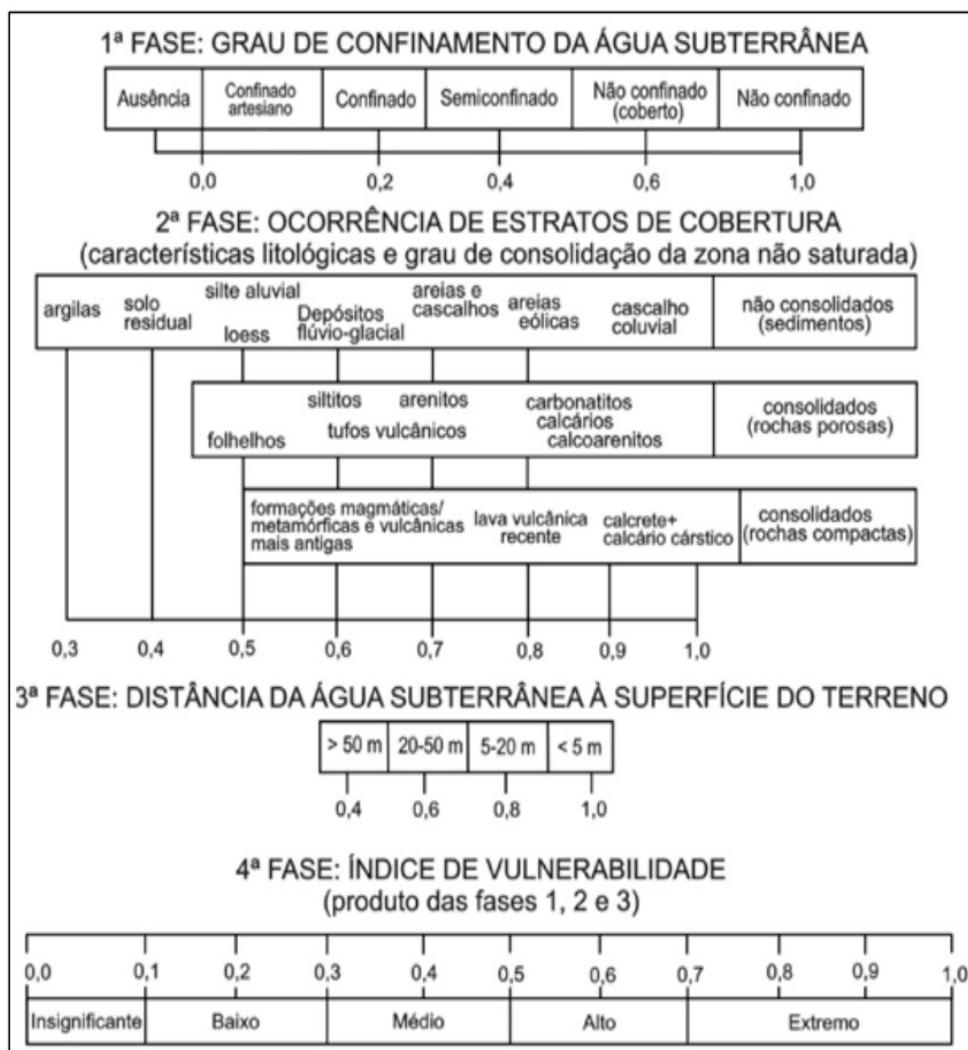 1ª FASE: GRAU DE CONFINAMENTO DA ÁGUA SUBTERRÂNEA
Ausência
Confinado
artesiano
Confinado
Semiconfinado
Não confinado
(coberto)
Não confinado
0,0 0,2 0,4 0,6 1,0
2ª FASE: OCORRÊNCIA DE ESTRATOS DE COBERTURA
(características litológicas e grau de consolidação da zona não saturada)
argilas
solo
residual
silte aluvial
loess
Depósitos
flúvio-glacial
areias e
cascalhos
areias
eólicas
cascalho
coluvial
não consolidados
(sedimentos)
folhelhos
siltitos
arenitos
tufos vulcânicos
carbonatitos
calcários
calcoarenitos
consolidados
(rochas porosas)
formações magmáticas/
metamórficas e vulcânicas
mais antigas
lava vulcânica
recente
calcrete+
calcário cárstico
consolidados
(rochas compactas)
0,3 0,4 0,5 0,6 0,7 0,8 0,9 1,0
3ª FASE: DISTÂNCIA DA ÁGUA SUBTERRÂNEA À SUPERFÍCIE DO TERRENO
> 50 m 20-50 m 5-20 m < 5 m
0,4 0,6 0,8 1,0
4ª FASE: ÍNDICE DE VULNERABILIDADE
(produto das fases 1, 2 e 3)
0,0 0,1 0,2 0,3 0,4 0,5 0,6 0,7 0,8 0,9 1,0
Insignificante Baixo Médio Alto Extremo